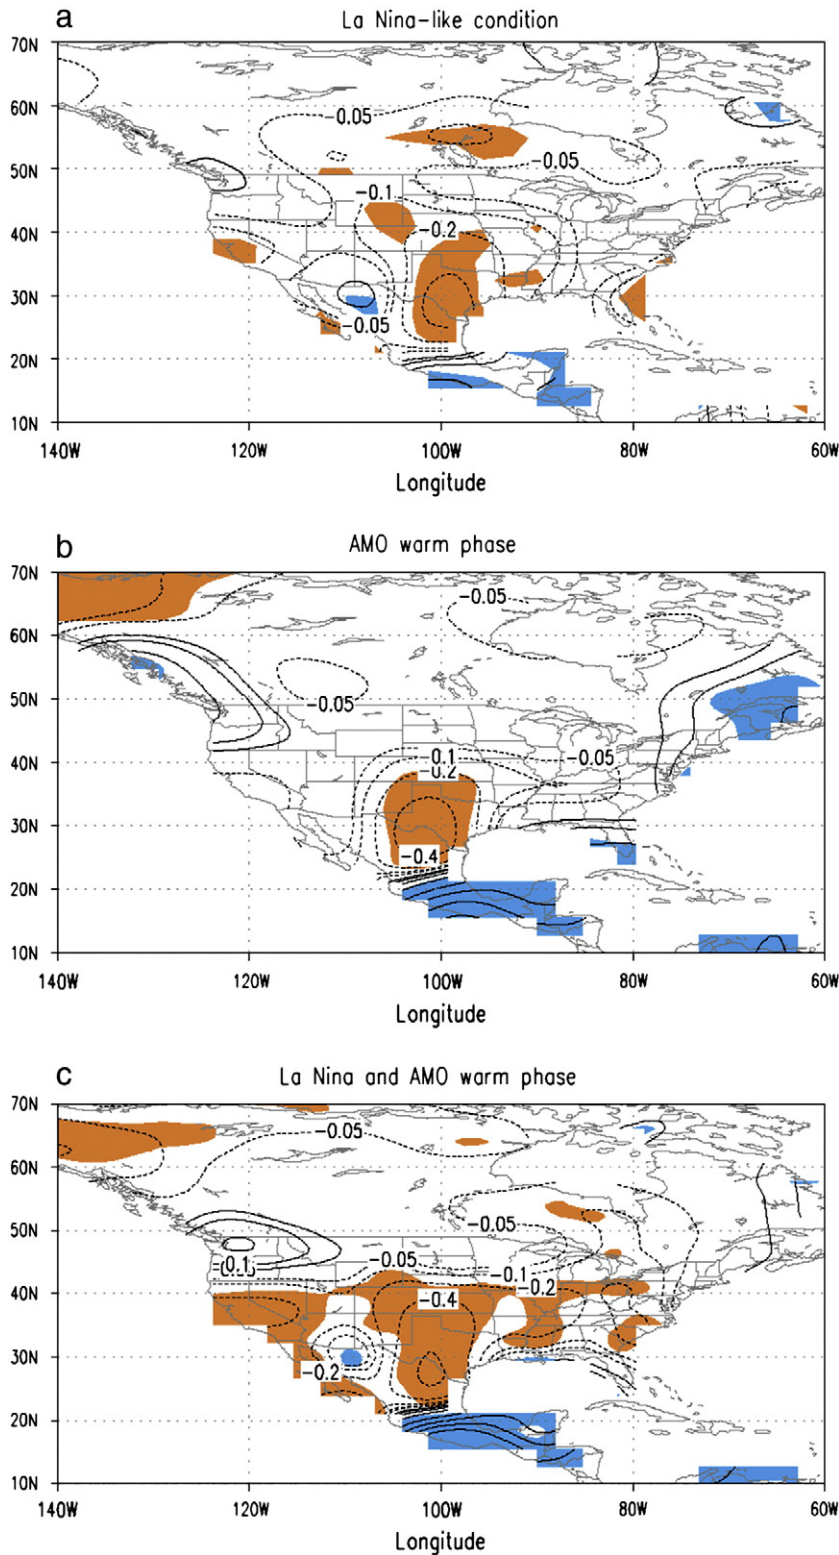 a
La Nina-like condition
70N
60N
50N
40N
30N
20N
10N
-0.05
-0.05
-0.1
-0.2
-0.05
140W 120W 100W 80W 60W
Longitude
b
AMO warm phase
70N
60N
50N
40N
30N
20N
10N
-0.05
-0.05
0.1
-0.2
-0.05
-0.4
140W 120W 100W 80W 60W
Longitude
c
La Nina and AMO warm phase
70N
60N
50N
40N
30N
20N
10N
-0.05
-0.05
0.1
-0.05
-0.1
-0.2
-0.4
-0.2
140W 120W 100W 80W 60W
Longitude